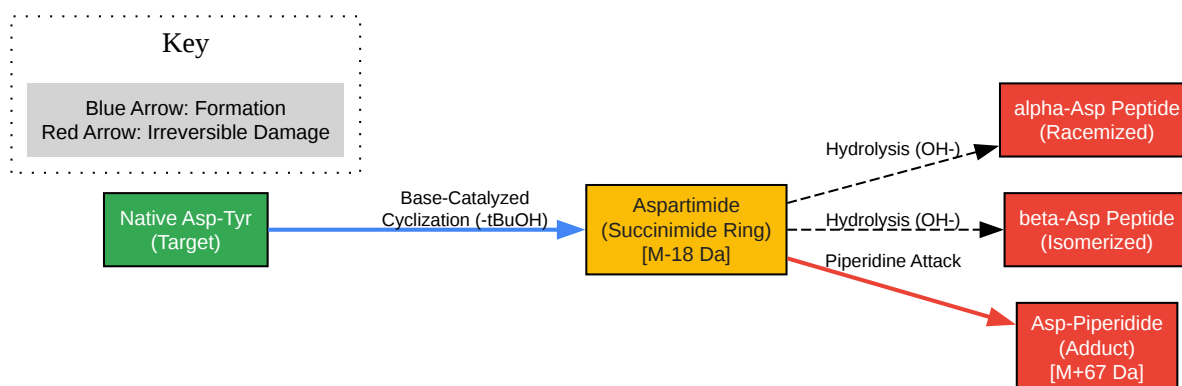 Key
Blue Arrow: Formation
Red Arrow: Irreversible Damage
Native Asp-Tyr
(Target)
Base-Catalyzed
Cyclization (-tBuOH)
Aspartimide
(Succinimide Ring)
[M-18 Da]
Hydrolysis (OH-)
alpha-Asp Peptide
(Racemized)
Hydrolysis (OH-)
beta-Asp Peptide
(Isomerized)
Piperidine Attack
Asp-Piperidide
(Adduct)
[M+67 Da]